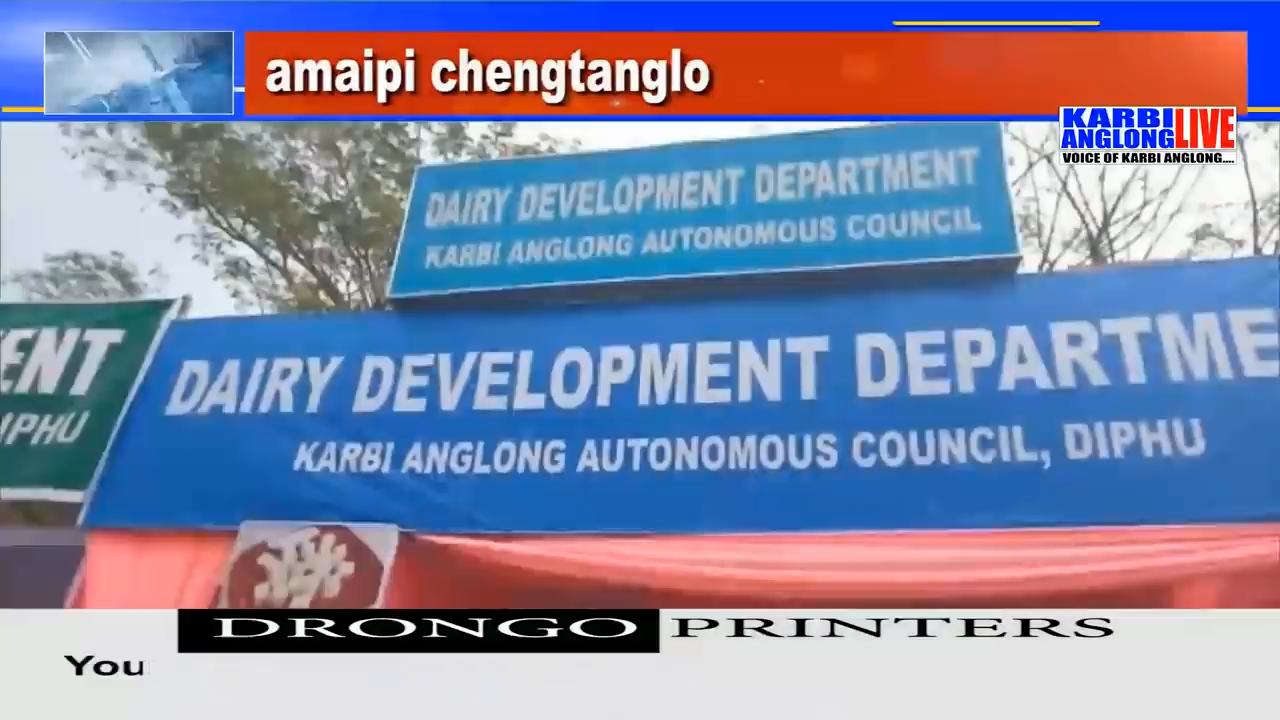 amaipi chengtanglo
KARBI
ANGLONG LIVE
VOICE OF KARBI ANGLONG....
DAIRY DEVELOPMENT DEPARTMENT
KARBI ANGLONG AUTONOMOUS COUNCIL
ENT
IPHU
DAIRY DEVELOPMENT DEPARTME
KARBI ANGLONG AUTONOMOUS COUNCIL, DIPHU
DRONGO PRINTERS
You